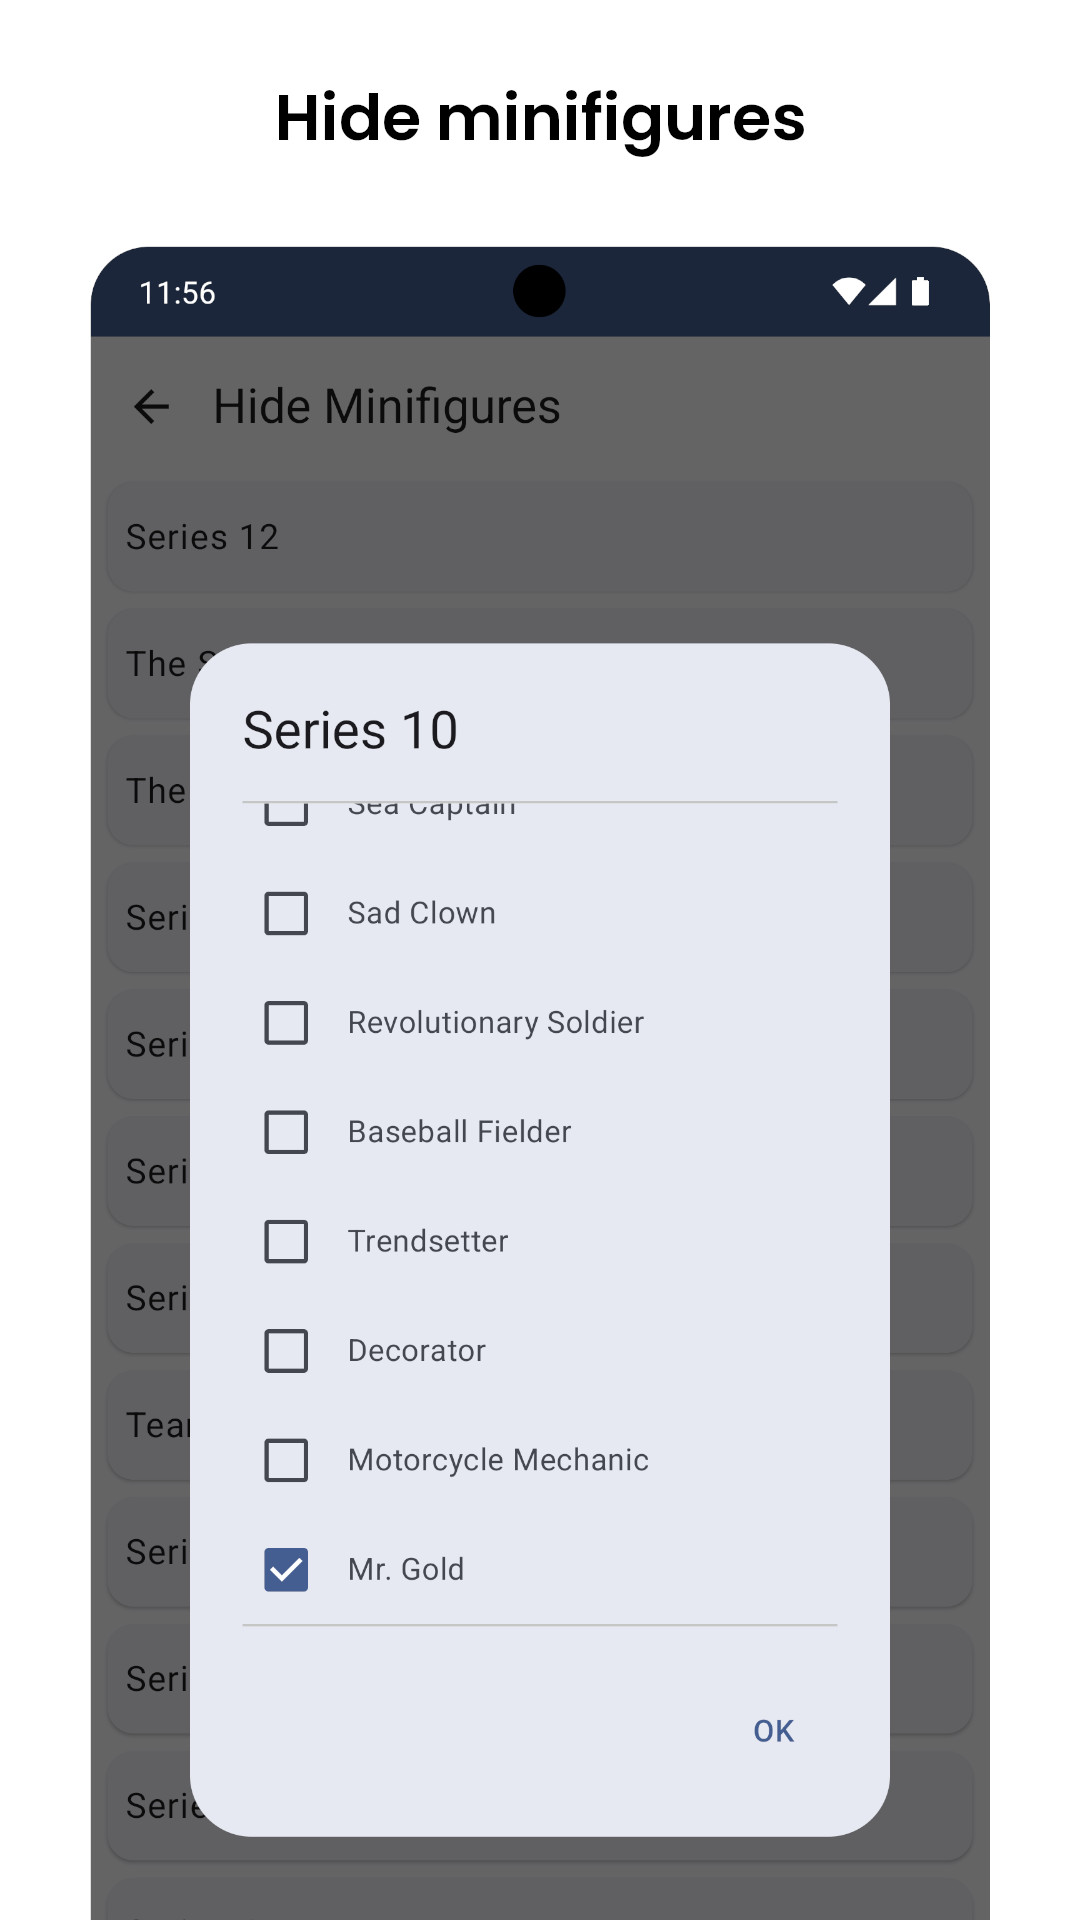 Hide minifigures
11:56
Hide Minifigures
Series 12
The S
The
Series 10
Sea Captain
Seri
Sad Clown
Seri
Revolutionary Soldier
Baseball Fielder
Seri
Trendsetter
Seri
Decorator
Tear
Motorcycle Mechanic
Seri
Mr. Gold
Seri
OK
Serie